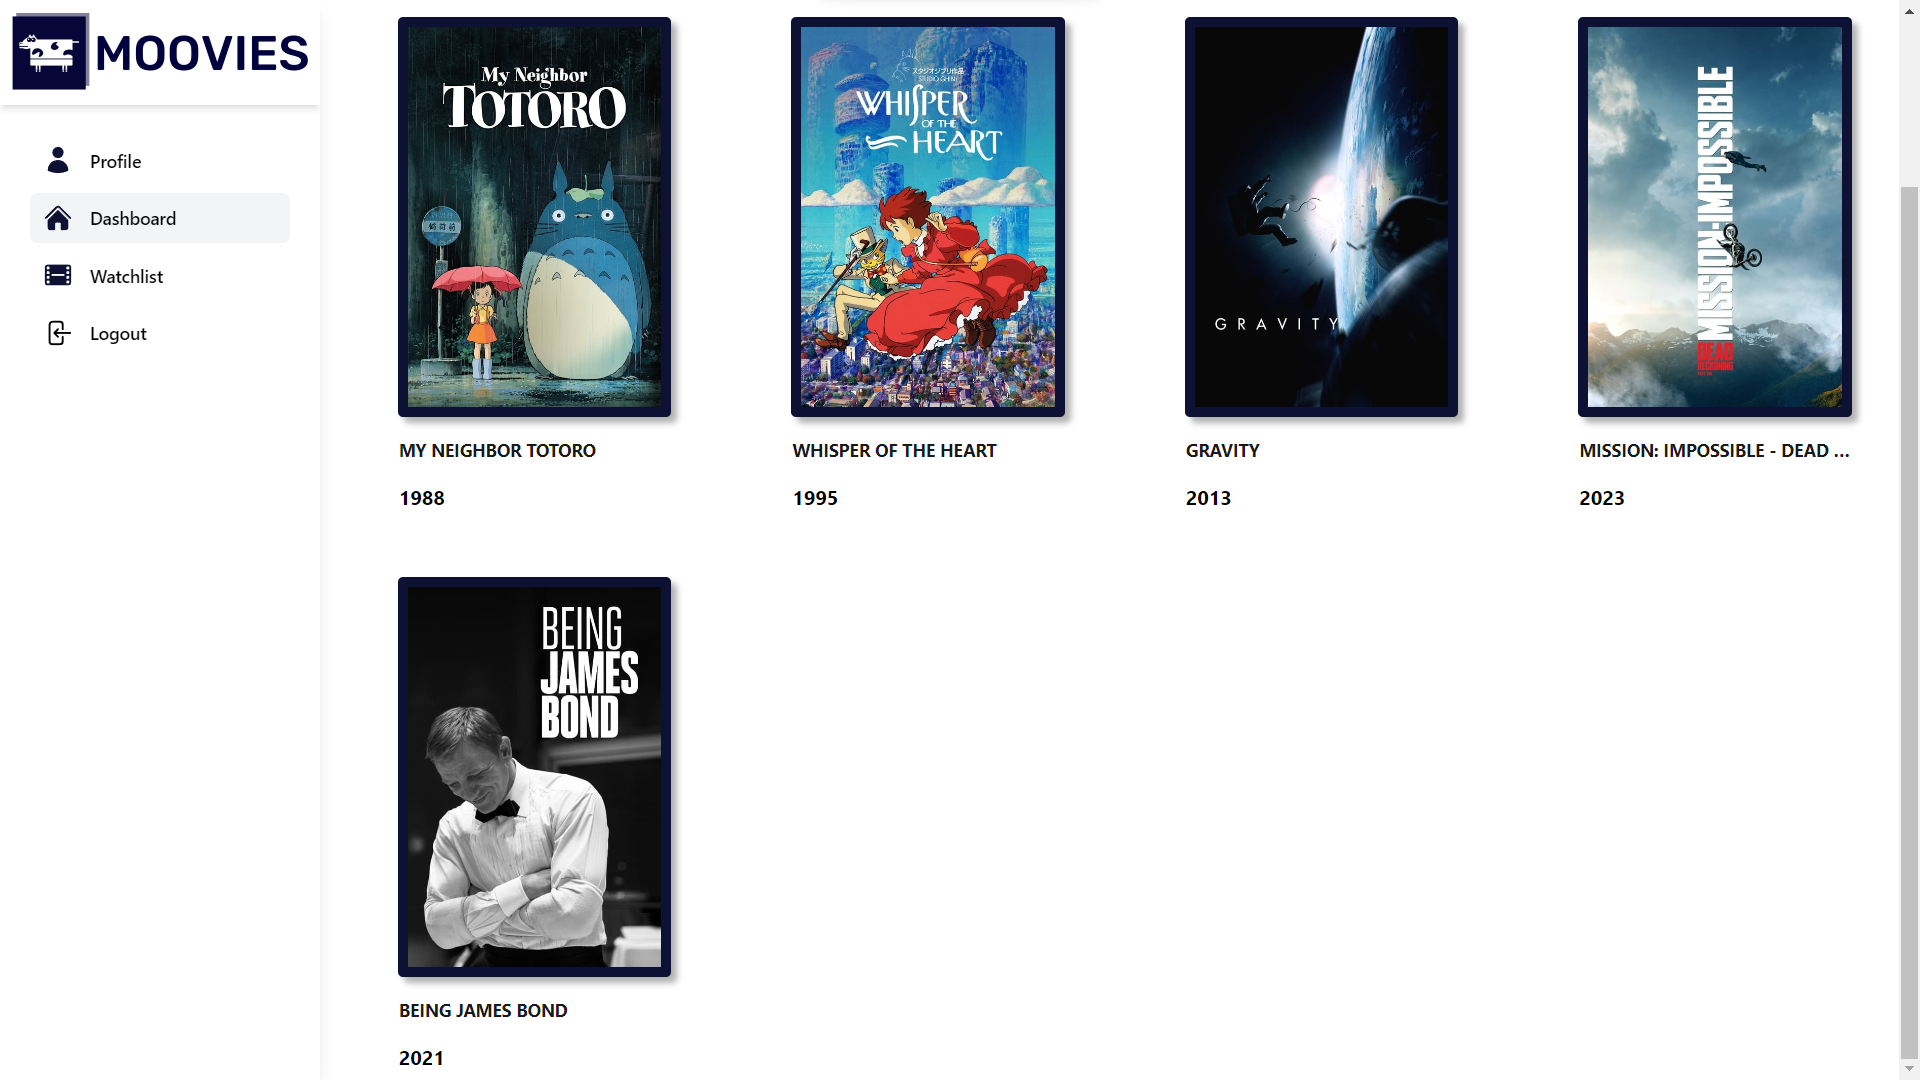 MOOVIES
Profile
Dashboard
Watchlist
Logout
My Neighbor
TOTORO
スタジオジブリ作品
WHISPER
OF THE
HEART
GRAVITY
MISSION:IMPOSSIBLE
DEAD
RECKONING
MY NEIGHBOR TOTORO
WHISPER OF THE HEART
GRAVITY
MISSION: IMPOSSIBLE - DEAD ...
1988
1995
2013
2023
BEING
JAMES
BOND
BEING JAMES BOND
2021